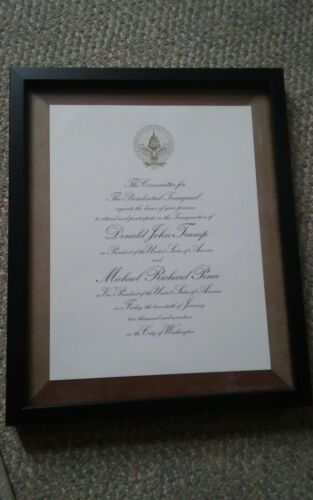 The Committee for
The Presidential Inaugural
requests the honor of your presence
to attend and participate in the Inauguration of
Donald John Trump
as President of the United States of America
and
Michael Richard Pence
as Vice President of the United States of America
on Friday, the twentieth of January
two thousand and seventeen
in the City of Washington